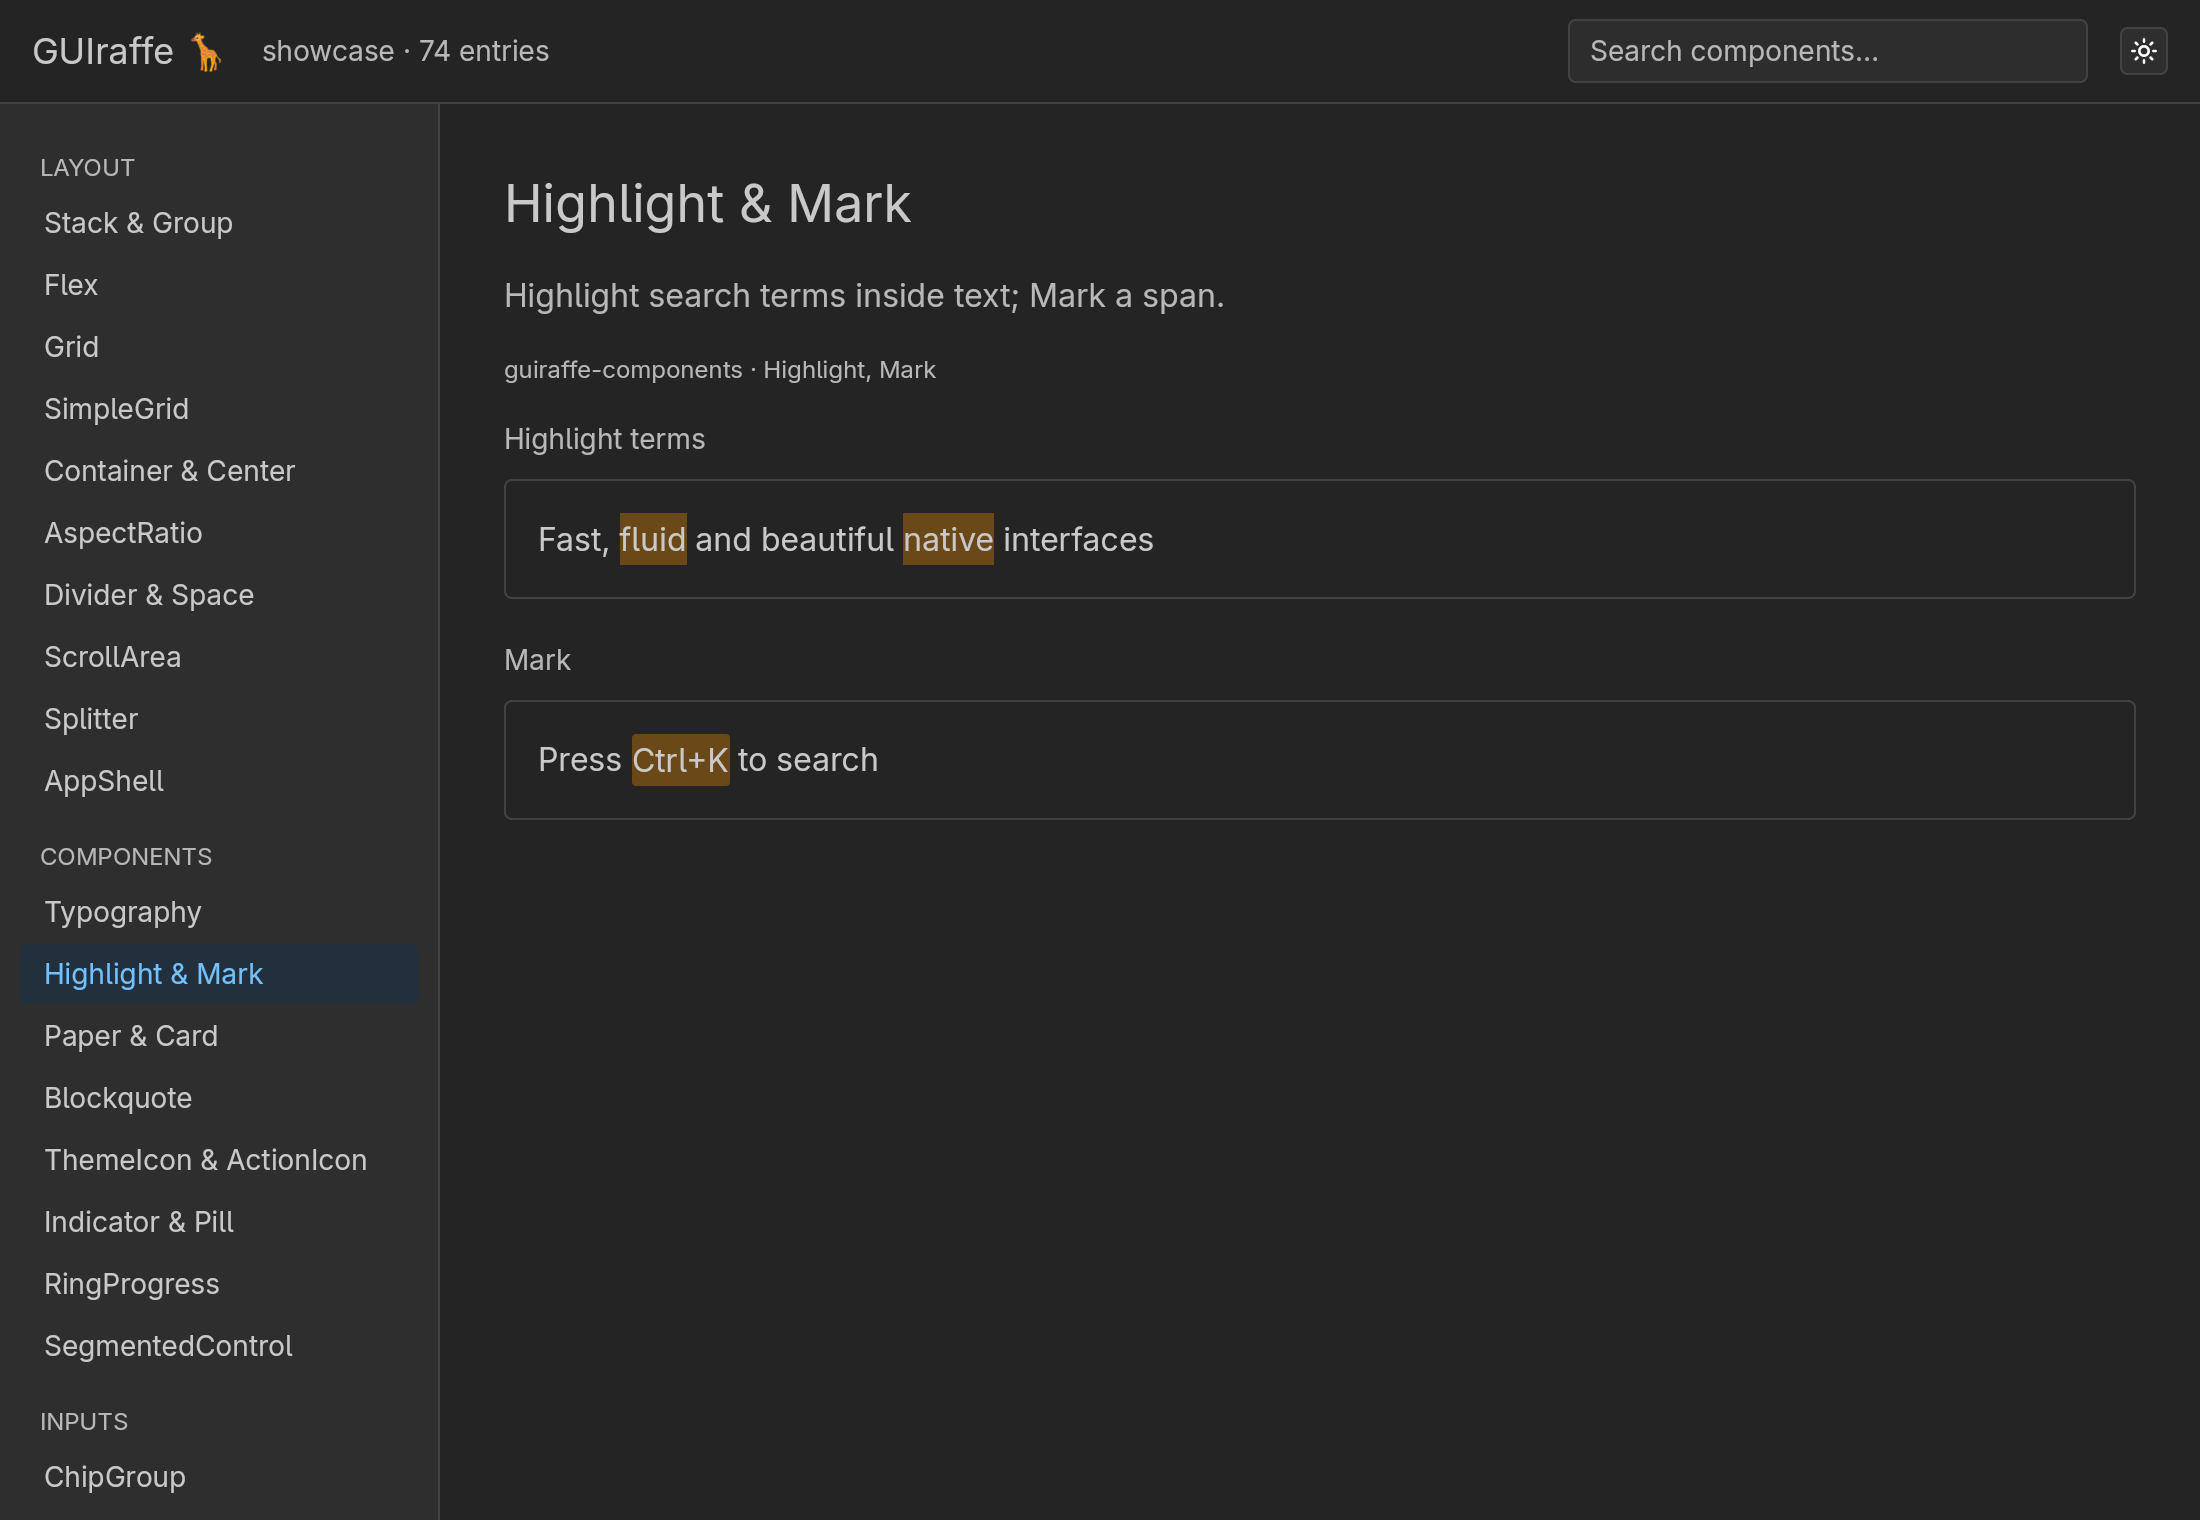 GUIraffe 🦒 showcase · 74 entries
Search components...
LAYOUT
Stack & Group
Flex
Grid
SimpleGrid
Container & Center
AspectRatio
Divider & Space
ScrollArea
Splitter
AppShell
COMPONENTS
Typography
Highlight & Mark
Paper & Card
Blockquote
ThemeIcon & ActionIcon
Indicator & Pill
RingProgress
SegmentedControl
INPUTS
ChipGroup
Highlight & Mark
Highlight search terms inside text; Mark a span.
guiraffe-components · Highlight, Mark
Highlight terms
Fast, fluid and beautiful native interfaces
Mark
Press Ctrl+K to search